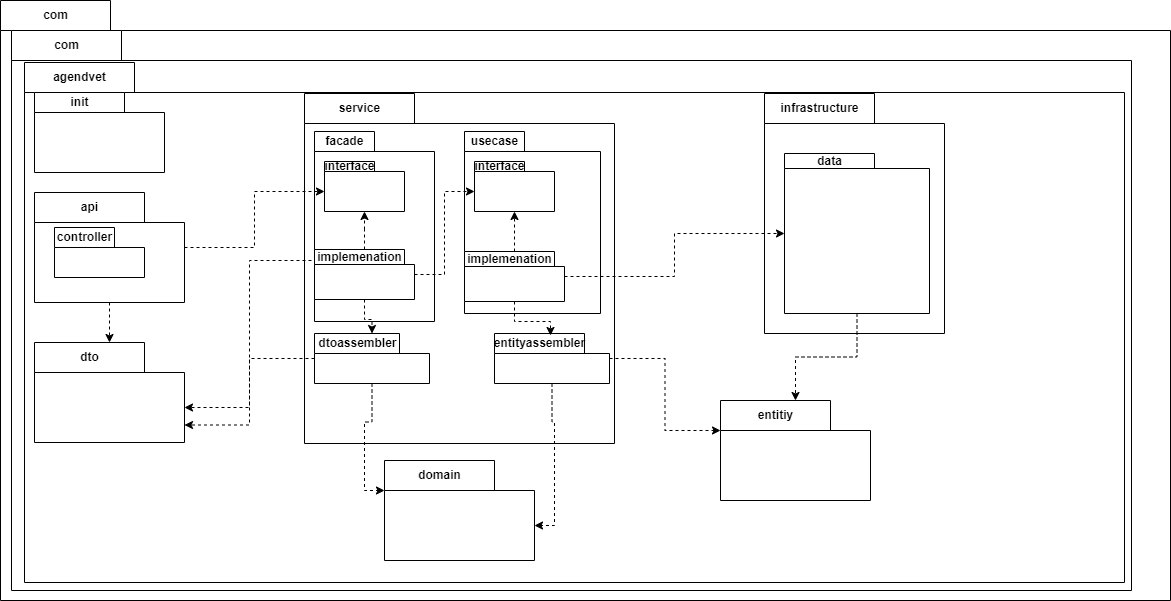 com
com
agendvet
init
service
infrastructure
facade
usecase
data
interface
interface
api
controller
implemenation
implemenation
dtoassembler
entityassembler
dto
entitiy
domain